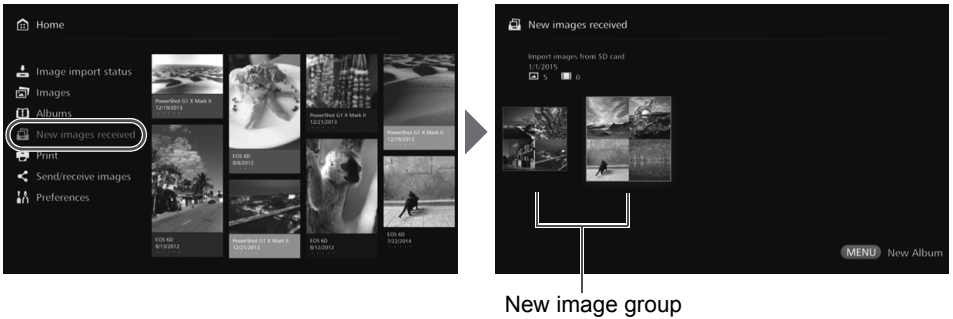 Home
Image import status
Images
Albums
New images received
Print
Send/receive images
Preferences
PowerShot G1 X Mark II
12/19/2013
EOS 6D
8/13/2012
EOS 6D
8/8/2012
PowerShot G1 X Mark II
12/21/2013
PowerShot G1 X Mark II
12/21/2013
EOS 6D
8/12/2012
PowerShot G1 X Mark II
12/19/2013
EOS 6D
7/22/2014
New images received
Import images from SD card
1/1/2015
5 0
MENU New Album
New image group